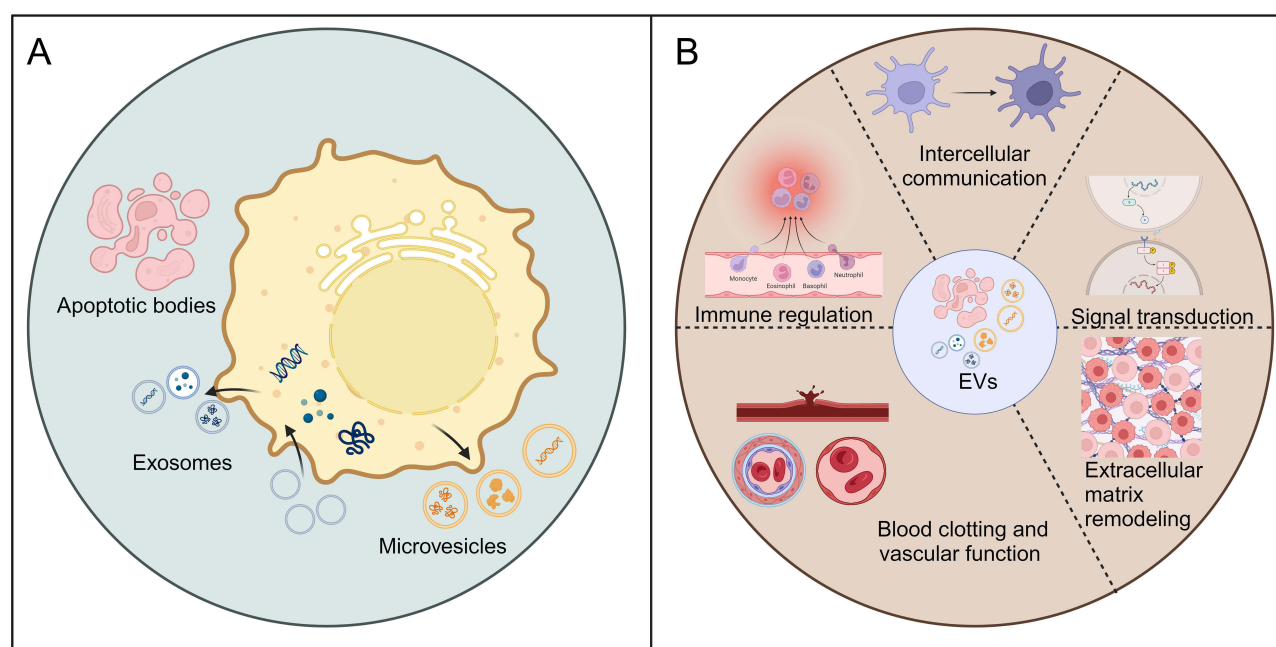 A
Apoptotic bodies
Exosomes
Microvesicles
B
Intercellular
communication
Monocyte
Eosinophil
Basophil
Neutrophil
Immune regulation
Signal transduction
EVs
Extracellular
matrix
remodeling
Blood clotting and
vascular function